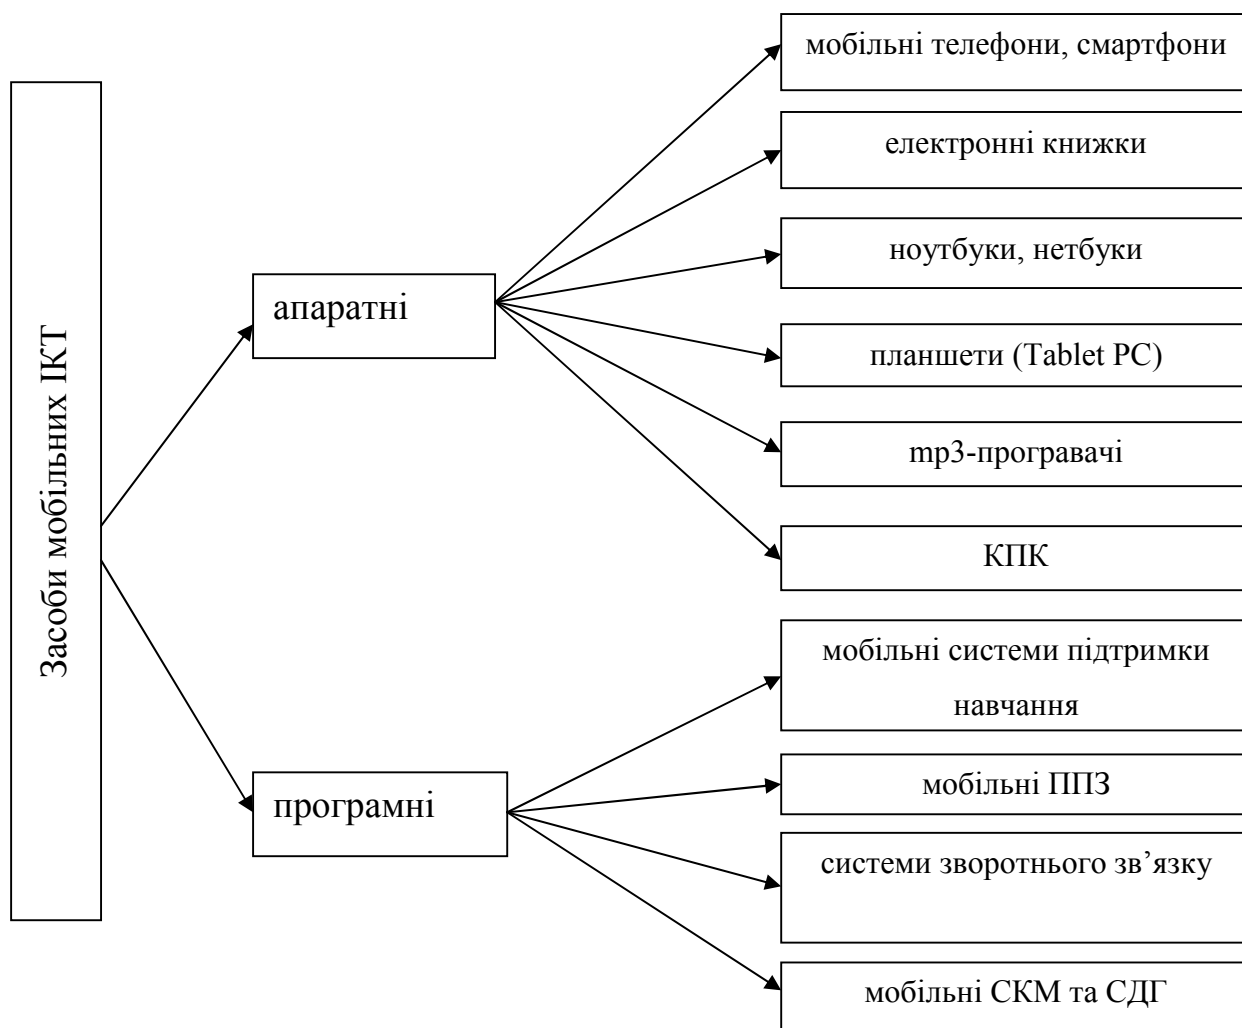 Засоби мобільних ІКТ
апаратні
мобільні телефони, смартфони
електронні книжки
ноутбуки, нетбуки
планшети (Tablet PC)
mp3-програвачі
КПК
програмні
мобільні системи підтримки
навчання
мобільні ППЗ
системи зворотнього зв’язку
мобільні СКМ та СДГ